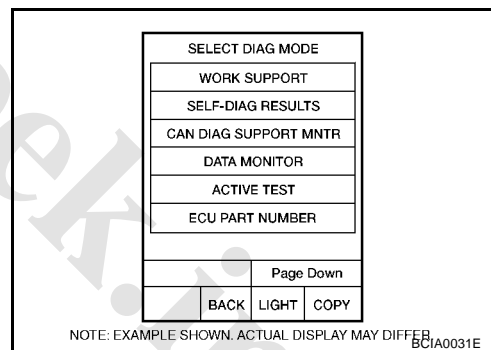 SELECT DIAG MODE
WORK SUPPORT
SELF-DIAG RESULTS
CAN DIAG SUPPORT MNTR
DATA MONITOR
ACTIVE TEST
ECU PART NUMBER
Page Down
BACK LIGHT COPY
NOTE: EXAMPLE SHOWN. ACTUAL DISPLAY MAY DIFFER.
BCIA0031E